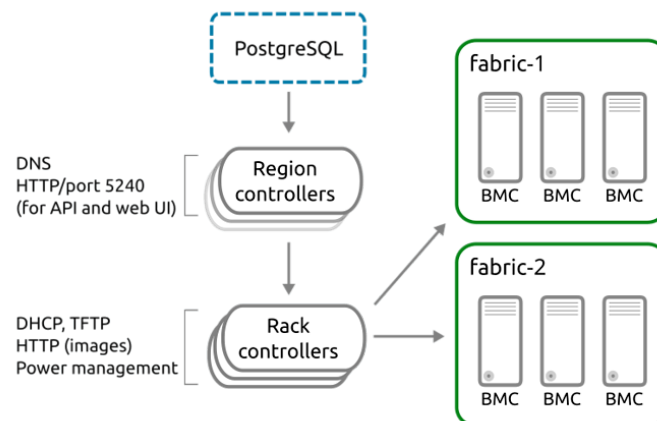 PostgreSQL
DNS
HTTP/port 5240
(for API and web UI)
Region
controllers
DHCP, TFTP
HTTP (images)
Power management
Rack
controllers
fabric-1
BMC BMC BMC
fabric-2
BMC BMC BMC